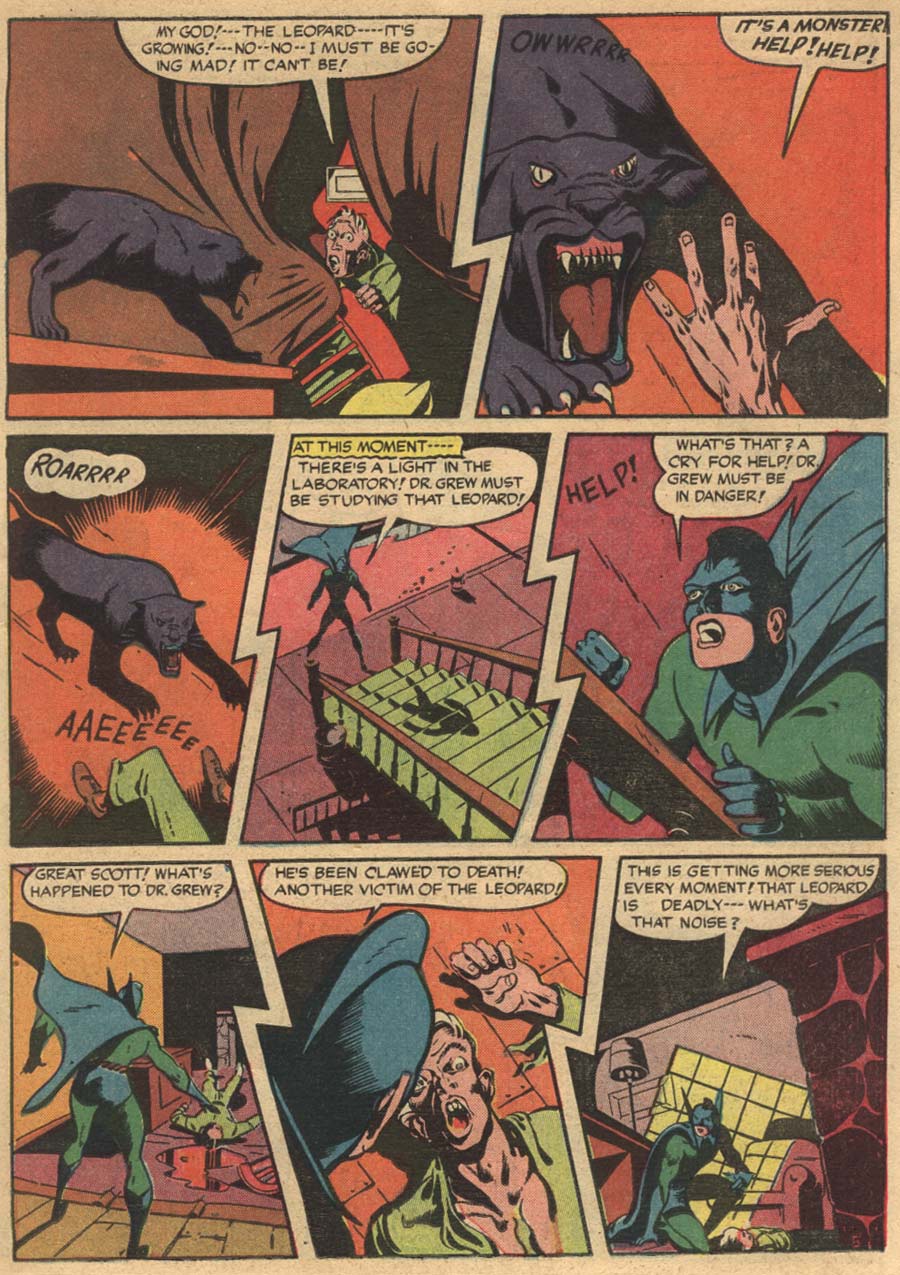 MY GOD!---THE LEOPARD----IT'S
GROWING!---NO--NO--I MUST BE GO-
ING MAD! IT CAN'T BE!
OWWRRRR
IT'S A MONSTER!
HELP! HELP!
ROARRRR
AAEEEEEE
AT THIS MOMENT----
THERE'S A LIGHT IN THE
LABORATORY! DR. GREW MUST
BE STUDYING THAT LEOPARD!
HELP!
WHAT'S THAT? A
CRY FOR HELP! DR.
GREW MUST BE
IN DANGER!
GREAT SCOTT! WHAT'S
HAPPENED TO DR. GREW?
HE'S BEEN CLAWED TO DEATH!
ANOTHER VICTIM OF THE LEOPARD!
THIS IS GETTING MORE SERIOUS
EVERY MOMENT! THAT LEOPARD
IS DEADLY--- WHAT'S
THAT NOISE?
5